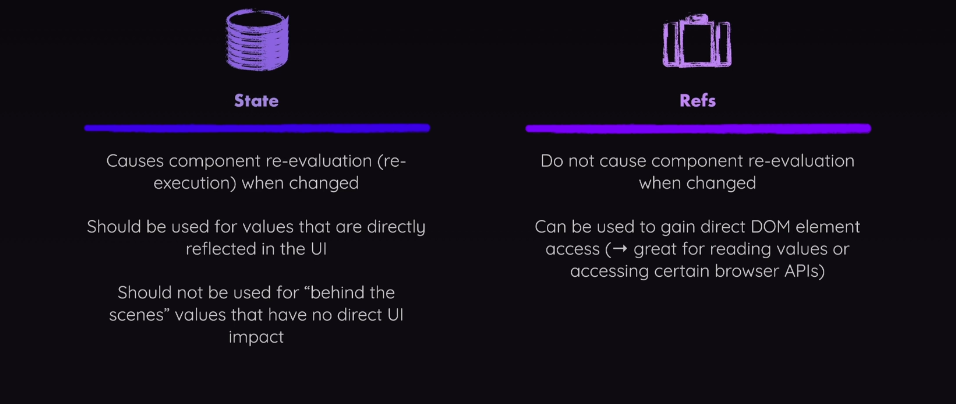 State
Causes component re-evaluation (re-
execution) when changed
Should be used for values that are directly
reflected in the UI
Should not be used for “behind the
scenes” values that have no direct UI
impact
Refs
Do not cause component re-evaluation
when changed
Can be used to gain direct DOM element
access (→ great for reading values or
accessing certain browser APIs)